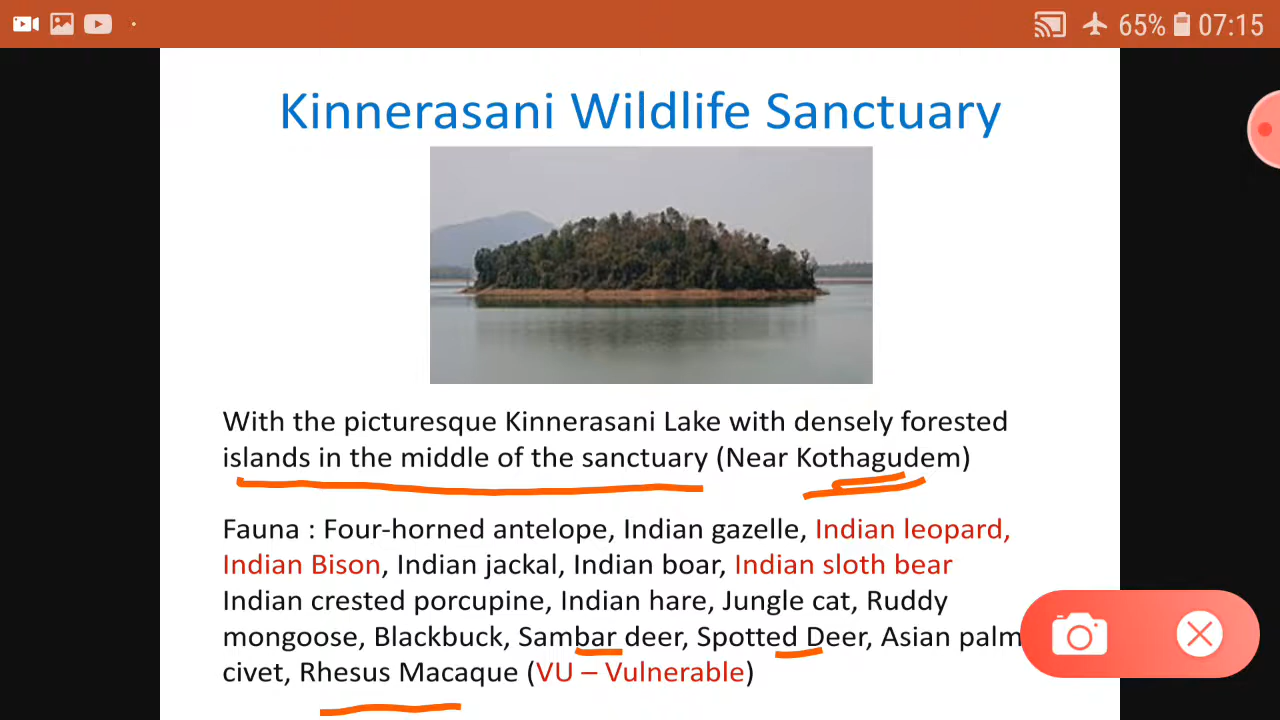 65% 07:15
Kinnerasani Wildlife Sanctuary
With the picturesque Kinnerasani Lake with densely forested
islands in the middle of the sanctuary (Near Kothagudem)
Fauna : Four-horned antelope, Indian gazelle, Indian leopard,
Indian Bison, Indian jackal, Indian boar, Indian sloth bear
Indian crested porcupine, Indian hare, Jungle cat, Ruddy
mongoose, Blackbuck, Sambar deer, Spotted Deer, Asian palm
civet, Rhesus Macaque (VU – Vulnerable)